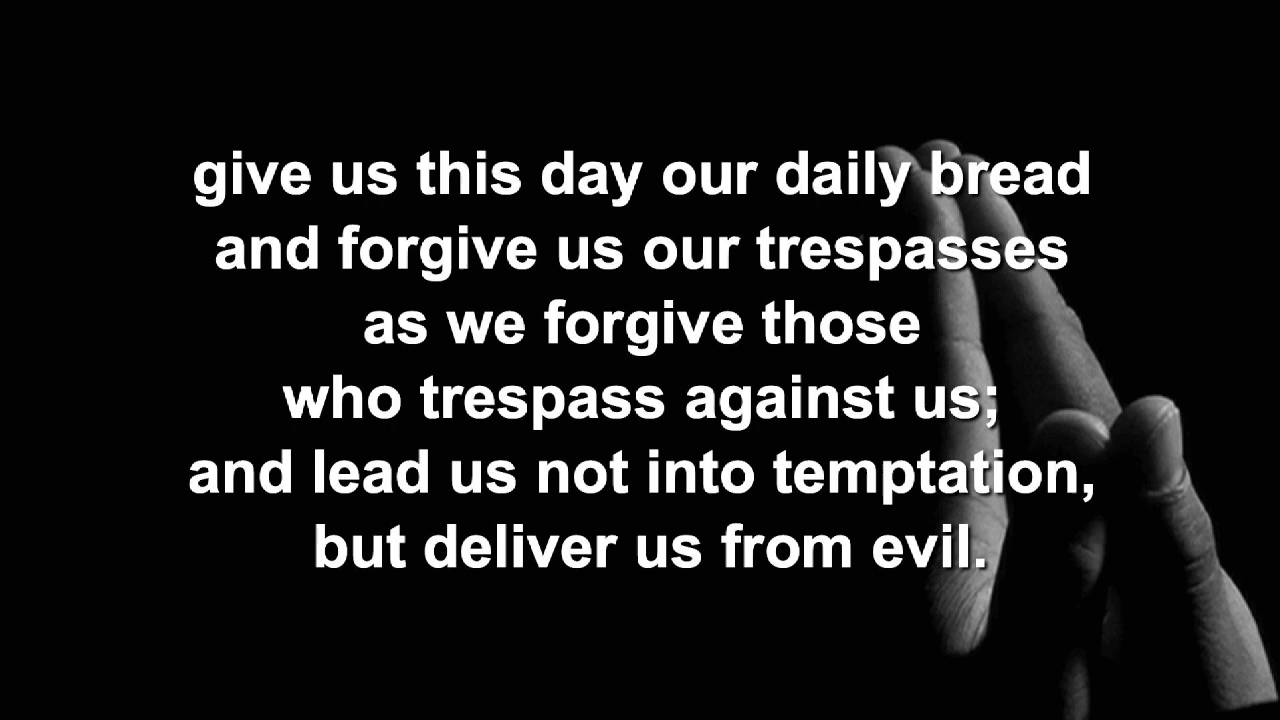 give us this day our daily bread
and forgive us our trespasses
as we forgive those
who trespass against us;
and lead us not into temptation,
but deliver us from evil.